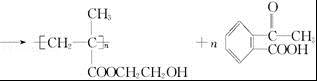 CH₃
O
⟶ ─[CH₂─C─]ₙ
+n
C─CH₃
COOH
COOCH₂CH₂OH